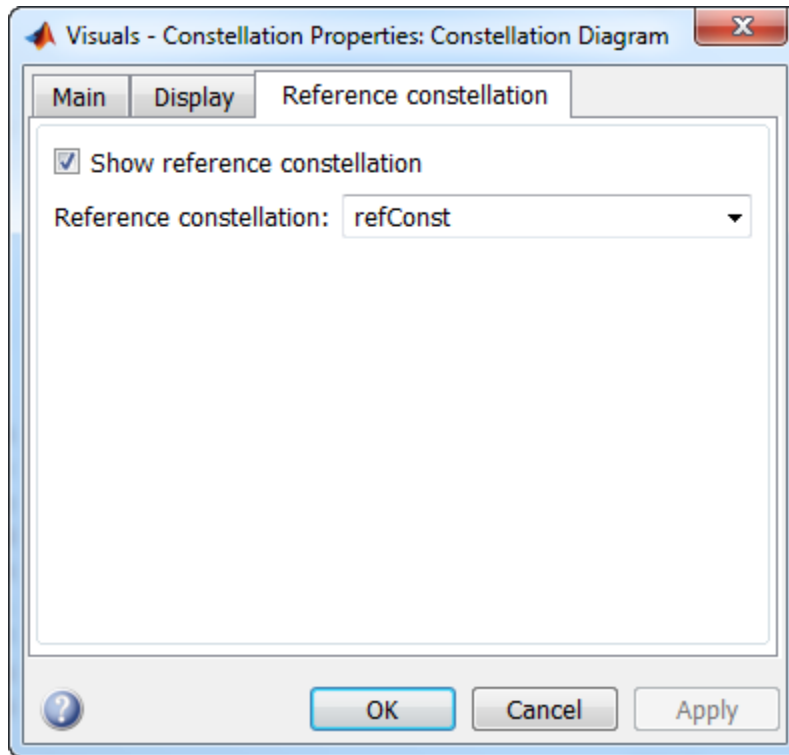 Visuals - Constellation Properties: Constellation Diagram
Main Display Reference constellation
Show reference constellation
Reference constellation: refConst
OK Cancel Apply